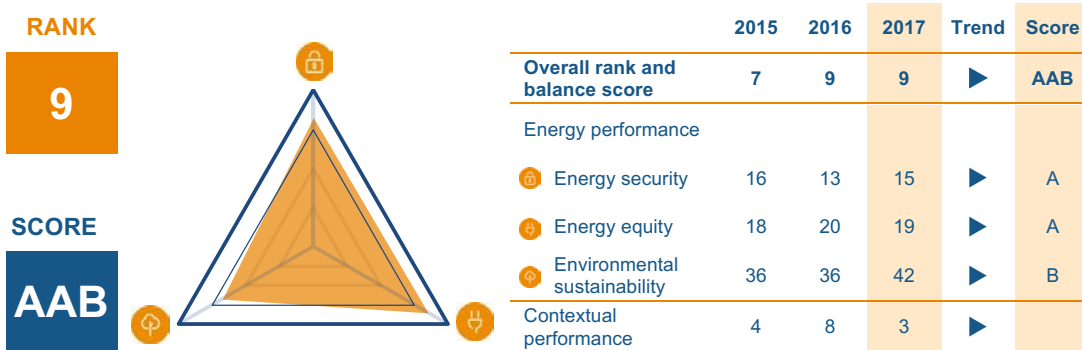 RANK
9
SCORE
AAB
2015 2016 2017 Trend Score
Overall rank and
balance score 7 9 9 AAB
Energy performance
Energy security 16 13 15 A
Energy equity 18 20 19 A
Environmental
sustainability 36 36 42 B
Contextual
performance 4 8 3